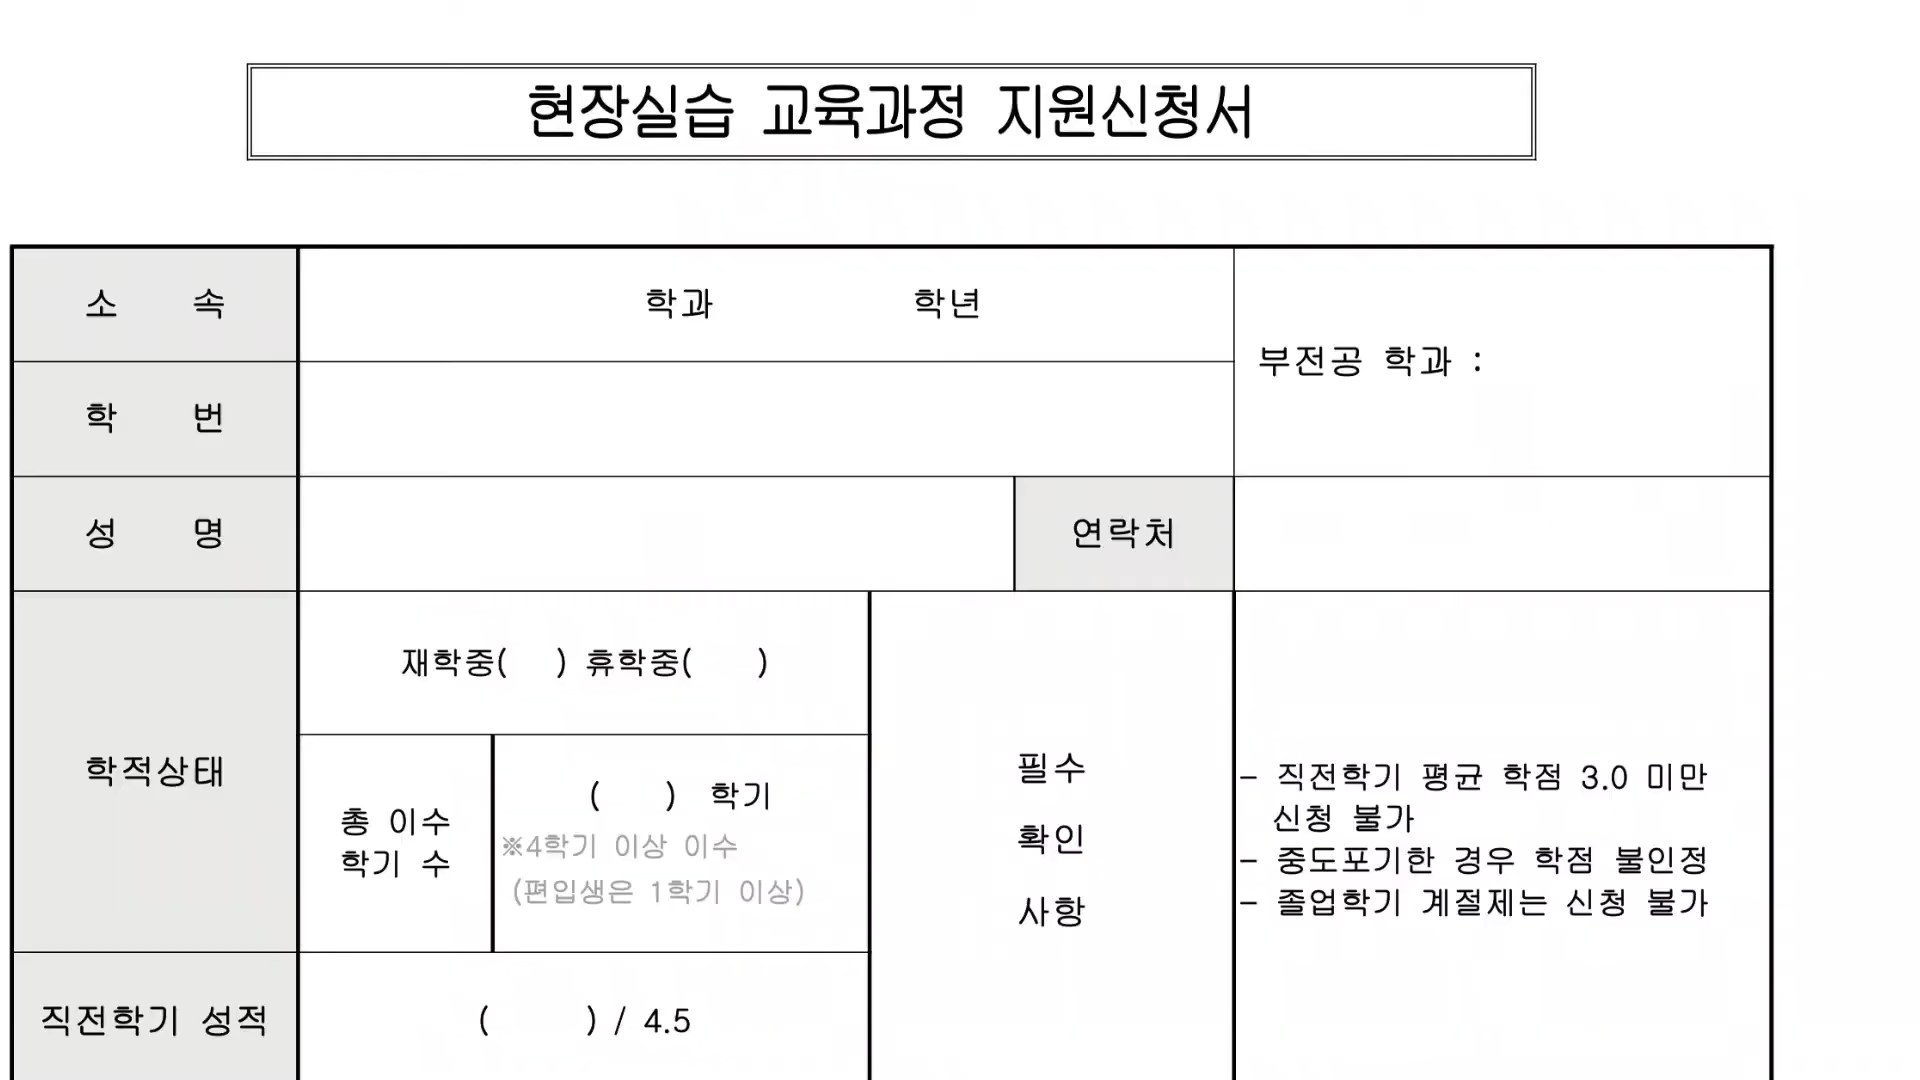 현장실습 교육과정 지원신청서
소 속
학과 학년
부전공 학과 :
학 번
성 명
연락처
학적상태
재학중( ) 휴학중( )
총 이수
학기 수
( ) 학기
※4학기 이상 이수
(편입생은 1학기 이상)
필수
확인
사항
- 직전학기 평균 학점 3.0 미만
신청 불가
- 중도포기한 경우 학점 불인정
- 졸업학기 계절제는 신청 불가
직전학기 성적
( ) / 4.5